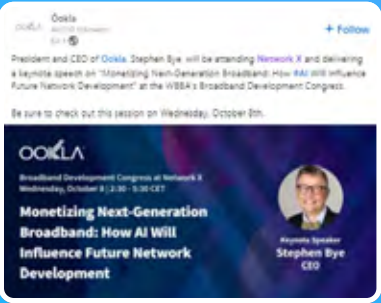 Ookla
+ Follow
President and CEO of Ookla, Stephen Bye, will be attending Network X and delivering
a keynote speech on "Monetizing Next-Generation Broadband: How #AI Will Influence
Future Network Development" at the WBBA's Broadband Development Congress.
Be sure to check out this session on Wednesday, October 8th.
OOKLA
Broadband Development Congress at Network X
Wednesday, October 8 | 2:30 - 5:30 CET
Monetizing Next-Generation
Broadband: How AI Will
Influence Future Network
Development
Keynote Speaker
Stephen Bye
CEO